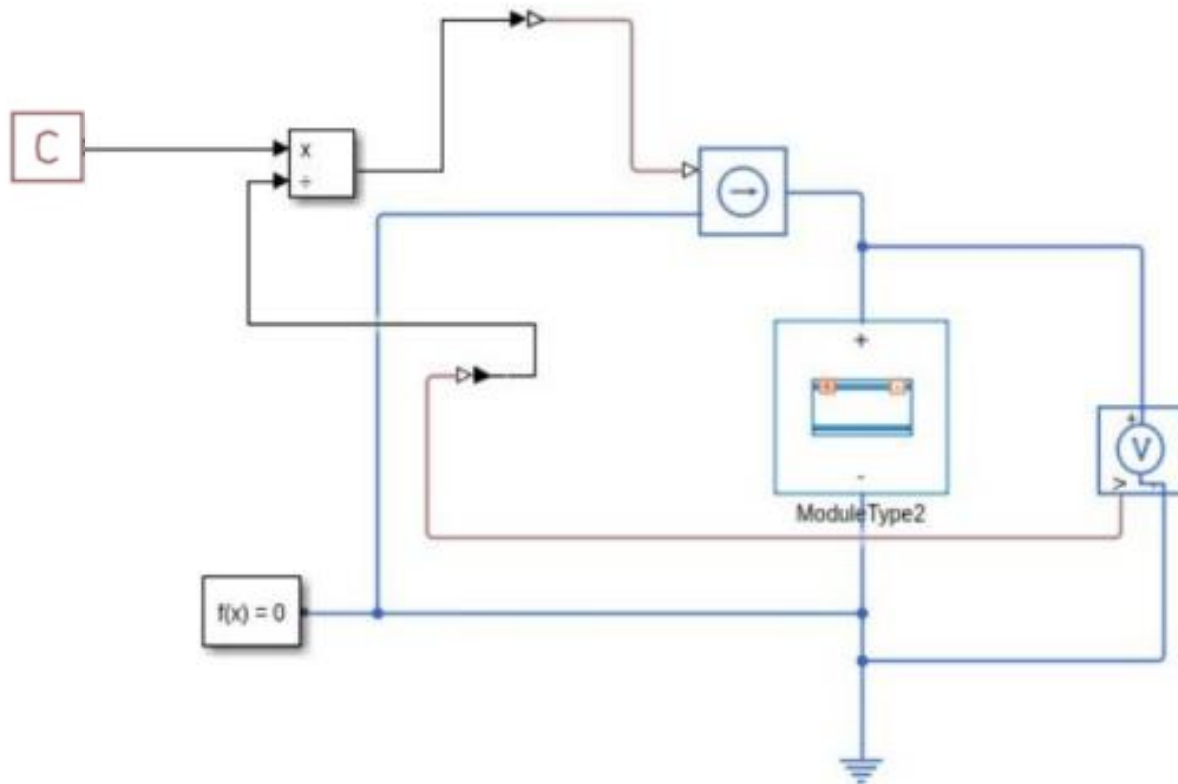 C
x
÷
+
-
ModuleType2
+
V
V
-
f(x) = 0